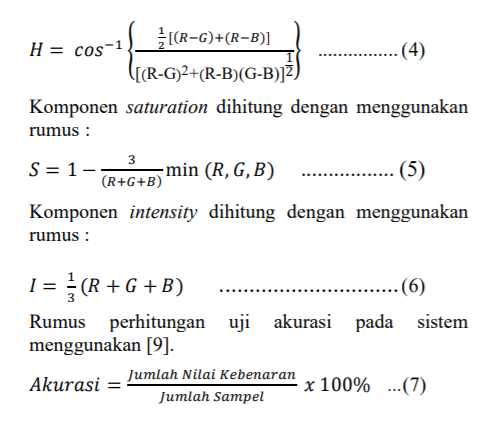 H = cos⁻¹ { ½[(R−G)+(R−B)] / [(R-G)²+(R-B)(G-B)]^½ } ................(4)
Komponen saturation dihitung dengan menggunakan
rumus :
S = 1 − 3/(R+G+B) min (R, G, B) .................. (5)
Komponen intensity dihitung dengan menggunakan
rumus :
I = 1/3 (R + G + B) ..................................(6)
Rumus perhitungan uji akurasi pada sistem
menggunakan [9].
Akurasi = Jumlah Nilai Kebenaran / Jumlah Sampel x 100% ...(7)